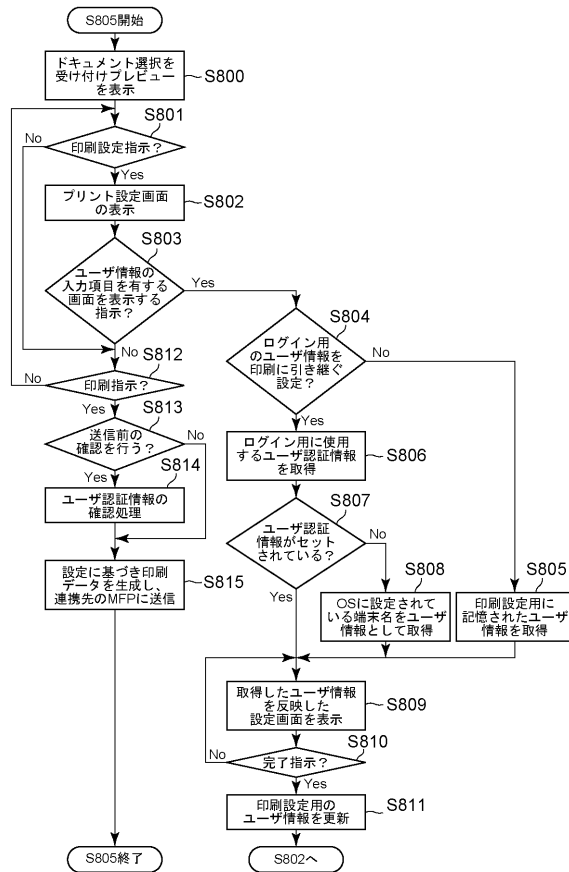 S805開始
ドキュメント選択を
受け付けプレビュー
を表示
S800
S801
印刷設定指示?
No
Yes
プリント設定画面
の表示
S802
S803
ユーザ情報の
入力項目を有する
画面を表示する
指示?
Yes
No
S812
印刷指示?
No
Yes
S813
送信前の
確認を行う?
No
Yes
S814
ユーザ認証情報の
確認処理
設定に基づき印刷
データを生成し、
連携先のMFPに送信
S815
S805終了
S804
ログイン用
のユーザ情報を
印刷に引き継ぐ
設定?
No
Yes
ログイン用に使用
するユーザ認証情報
を取得
S806
S807
ユーザ認証
情報がセット
されている?
No
Yes
S808
OSに設定されて
いる端末名をユーザ
情報として取得
S805
印刷設定用に
記憶されたユーザ
情報を取得
取得したユーザ情報
を反映した
設定画面を表示
S809
S810
完了指示?
No
Yes
印刷設定用の
ユーザ情報を更新
S811
S802へ